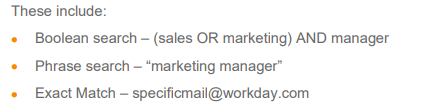 These include:
• Boolean search – (sales OR marketing) AND manager
• Phrase search – “marketing manager”
• Exact Match – specificmail@workday.com